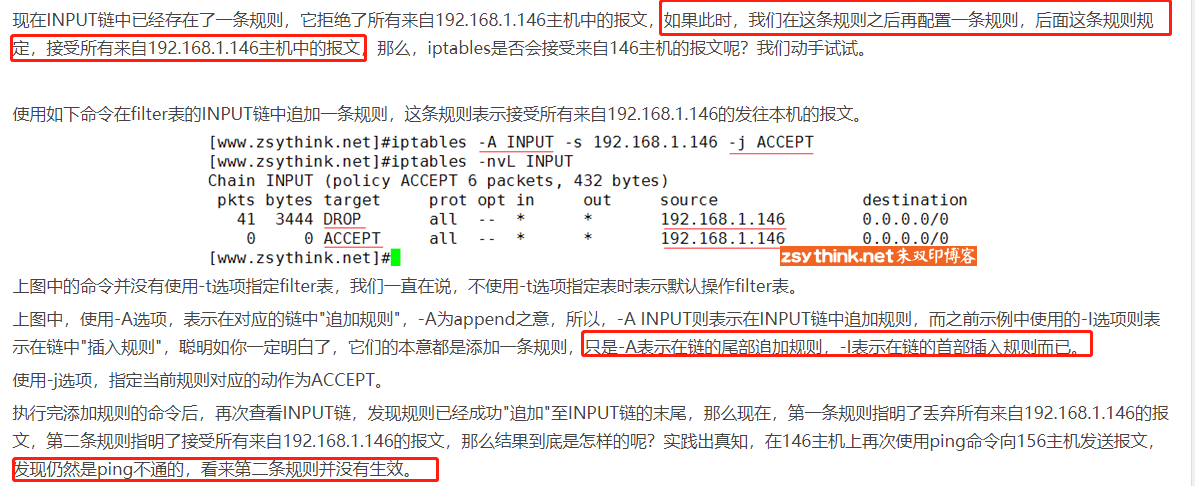 现在INPUT链中已经存在了一条规则，它拒绝了所有来自192.168.1.146主机中的报文，如果此时，我们在这条规则之后再配置一条规则，后面这条规则规
定，接受所有来自192.168.1.146主机中的报文，那么，iptables是否会接受来自146主机的报文呢？我们动手试试。
使用如下命令在filter表的INPUT链中追加一条规则，这条规则表示接受所有来自192.168.1.146的发往本机的报文。
[www.zsythink.net]#iptables -A INPUT -s 192.168.1.146 -j ACCEPT
[www.zsythink.net]#iptables -nvL INPUT
Chain INPUT (policy ACCEPT 6 packets, 432 bytes)
pkts bytes target prot opt in out source destination
41 3444 DROP all -- * * 192.168.1.146 0.0.0.0/0
0 0 ACCEPT all -- * * 192.168.1.146 0.0.0.0/0
[www.zsythink.net]#
zsythink.net朱双印博客
上图中的命令并没有使用-t选项指定filter表，我们一直在说，不使用-t选项指定表时表示默认操作filter表。
上图中，使用-A选项，表示在对应的链中"追加规则"，-A为append之意，所以，-A INPUT则表示在INPUT链中追加规则，而之前示例中使用的-I选项则表
示在链中"插入规则"，聪明如你一定明白了，它们的本意都是添加一条规则，只是-A表示在链的尾部追加规则，-I表示在链的首部插入规则而已。
使用-j选项，指定当前规则对应的动作为ACCEPT。
执行完添加规则的命令后，再次查看INPUT链，发现规则已经成功"追加"至INPUT链的末尾，那么现在，第一条规则指明了丢弃所有来自192.168.1.146的报
文，第二条规则指明了接受所有来自192.168.1.146的报文，那么结果到底是怎样的呢？实践出真知，在146主机上再次使用ping命令向156主机发送报文，
发现仍然是ping不通的，看来第二条规则并没有生效。